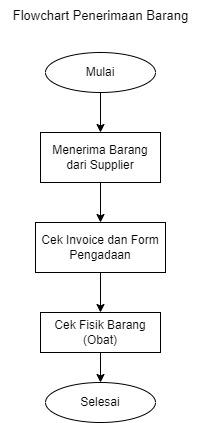 Flowchart Penerimaan Barang
Mulai
Menerima Barang
dari Supplier
Cek Invoice dan Form
Pengadaan
Cek Fisik Barang
(Obat)
Selesai